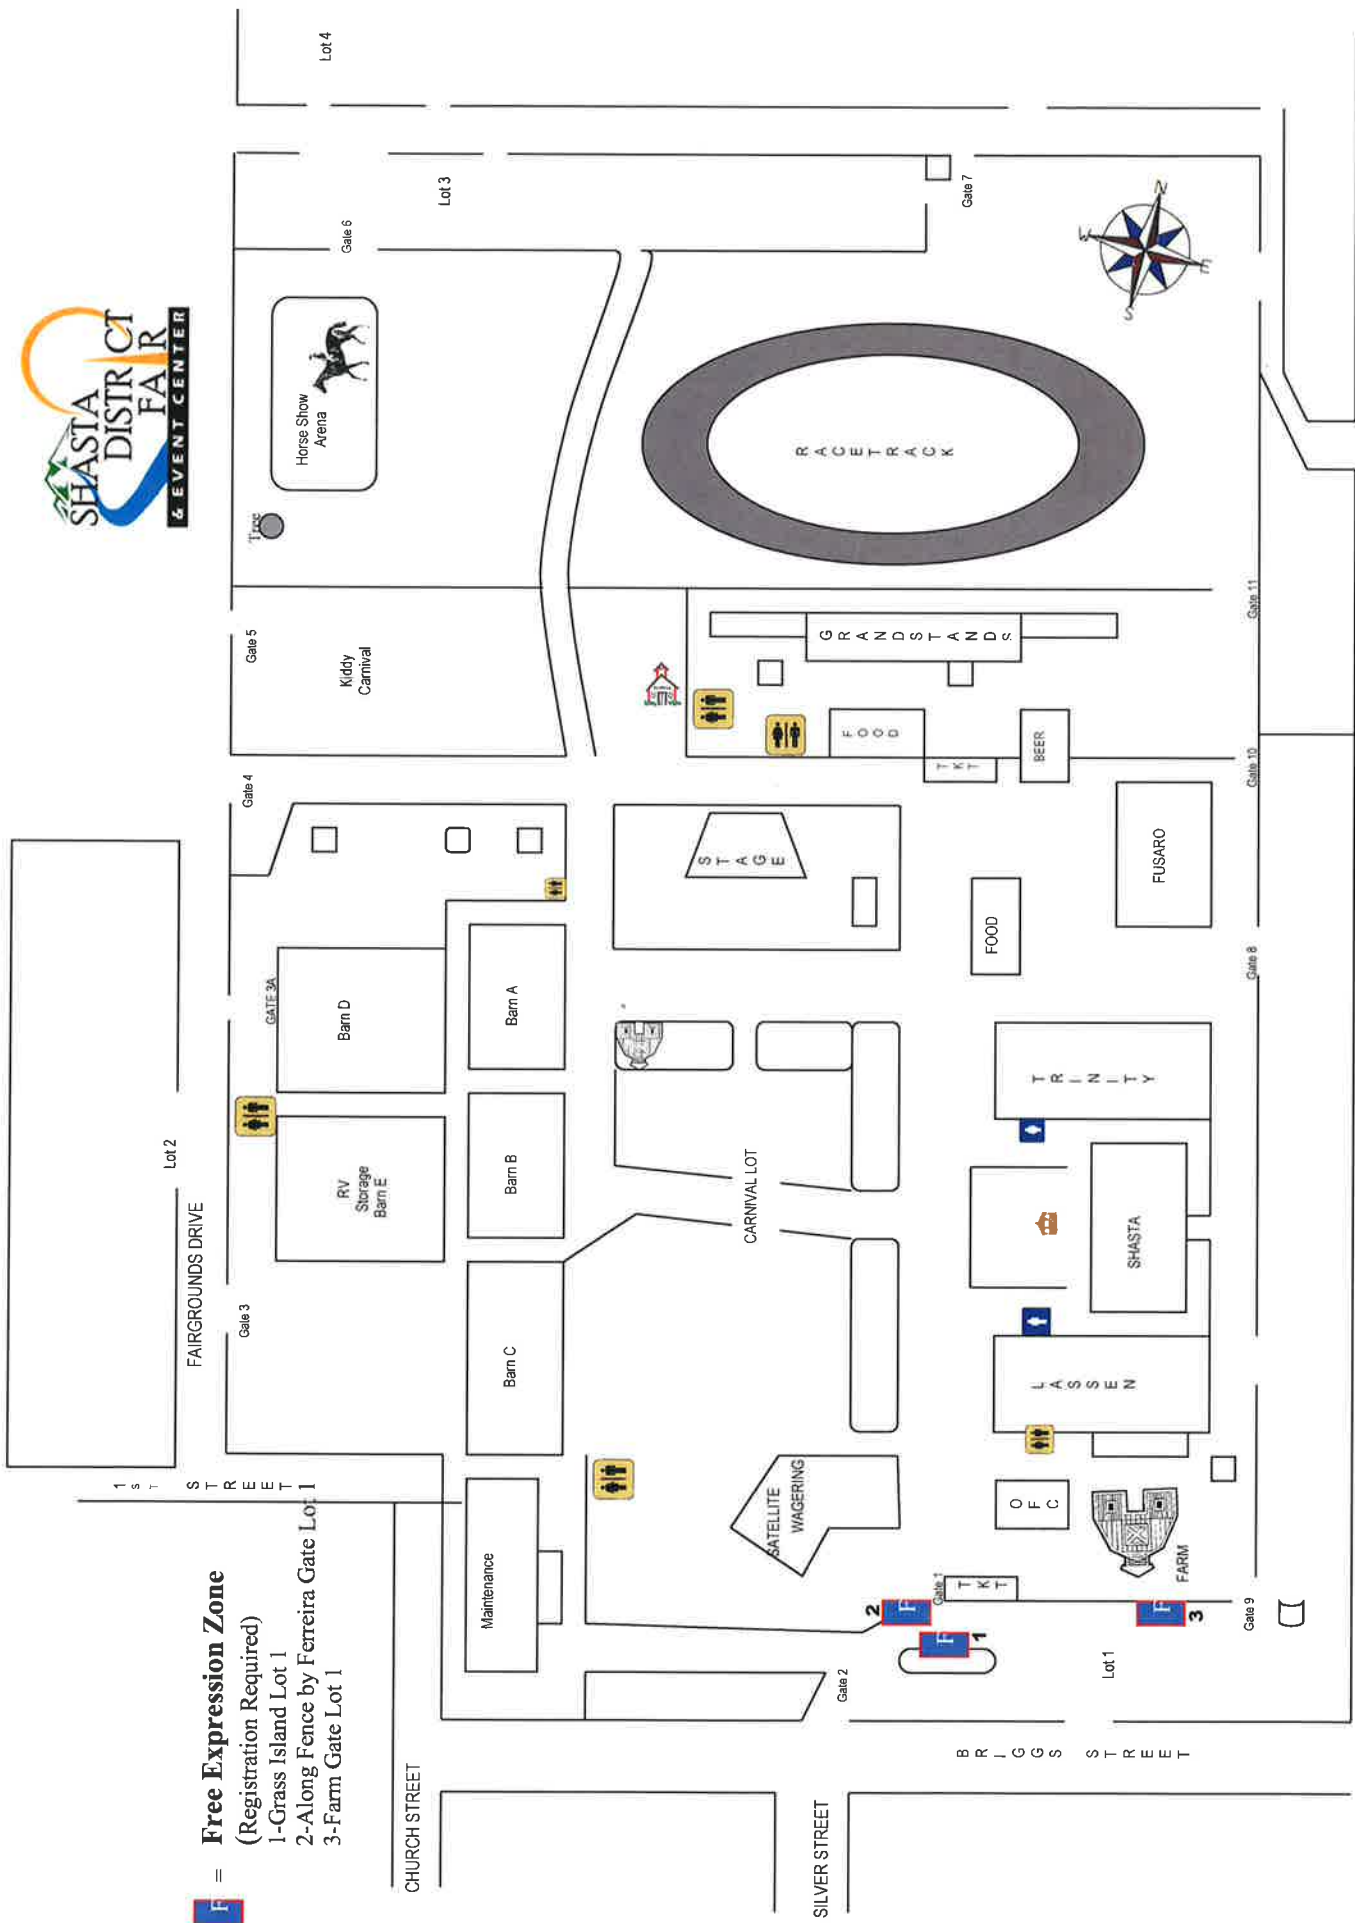 SHASTA
DISTRICT
FAIR
& EVENT CENTER
F = Free Expression Zone
(Registration Required)
1-Grass Island Lot 1
2-Along Fence by Ferreira Gate Lot 1
3-Farm Gate Lot 1
Lot 2
FAIRGROUNDS DRIVE
1ST STREET
Gate 3
GATE 3A
Gate 4
Gate 5
Gate 6
Lot 3
Lot 4
RV
Storage
Barn E
Barn D
Kiddy
Carnival
Tree
Horse Show
Arena
CHURCH STREET
Maintenance
Barn C
Barn B
Barn A
SATELLITE
WAGERING
CARNIVAL LOT
STAGE
FOOD
TKT
BEER
GRANDSTANDS
RACETRACK
Gate 7
N
W
E
S
SILVER STREET
BRIGGS STREET
Gate 2
F
2
F
1
Gate 1
TKT
OFC
LASSEN
SHASTA
TRINITY
FOOD
FUSARO
Lot 1
F
3
FARM
Gate 9
Gate 8
Gate 10
Gate 11